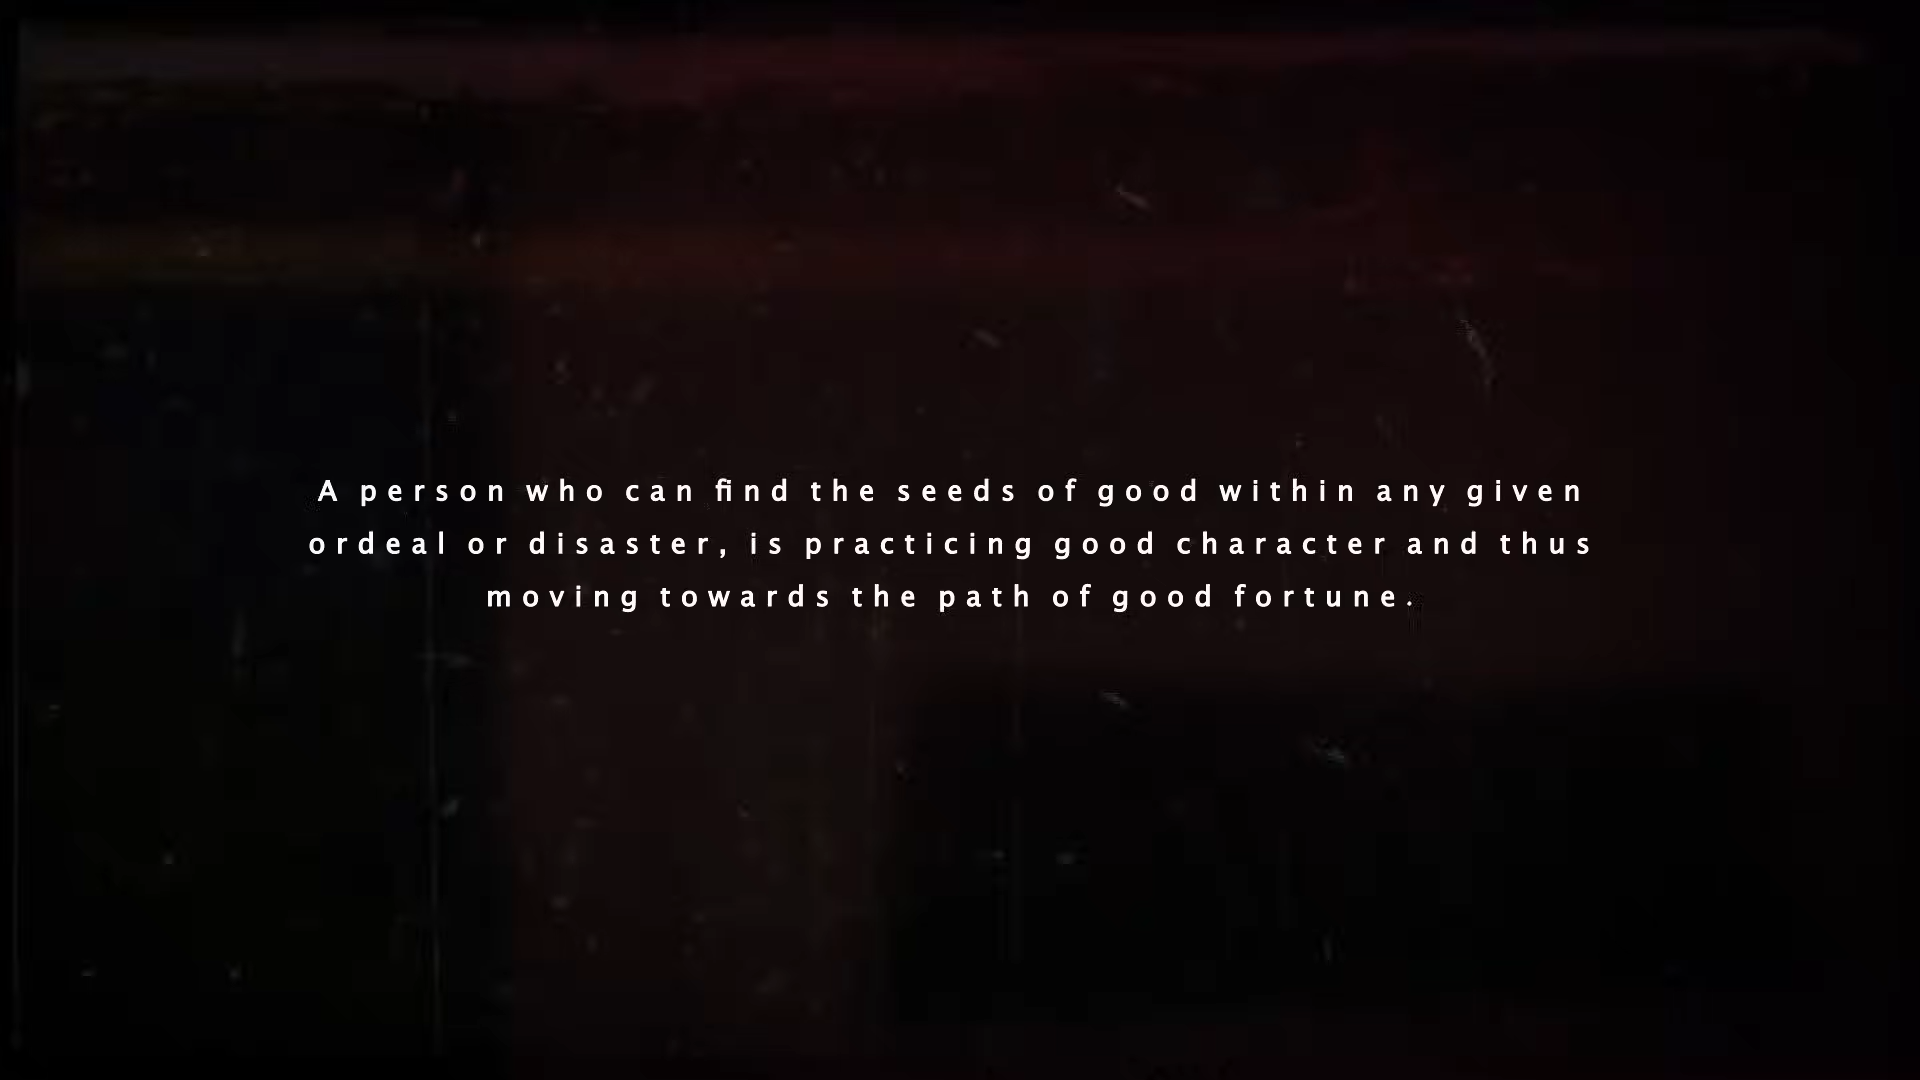 A person who can find the seeds of good within any given
ordeal or disaster, is practicing good character and thus
moving towards the path of good fortune.